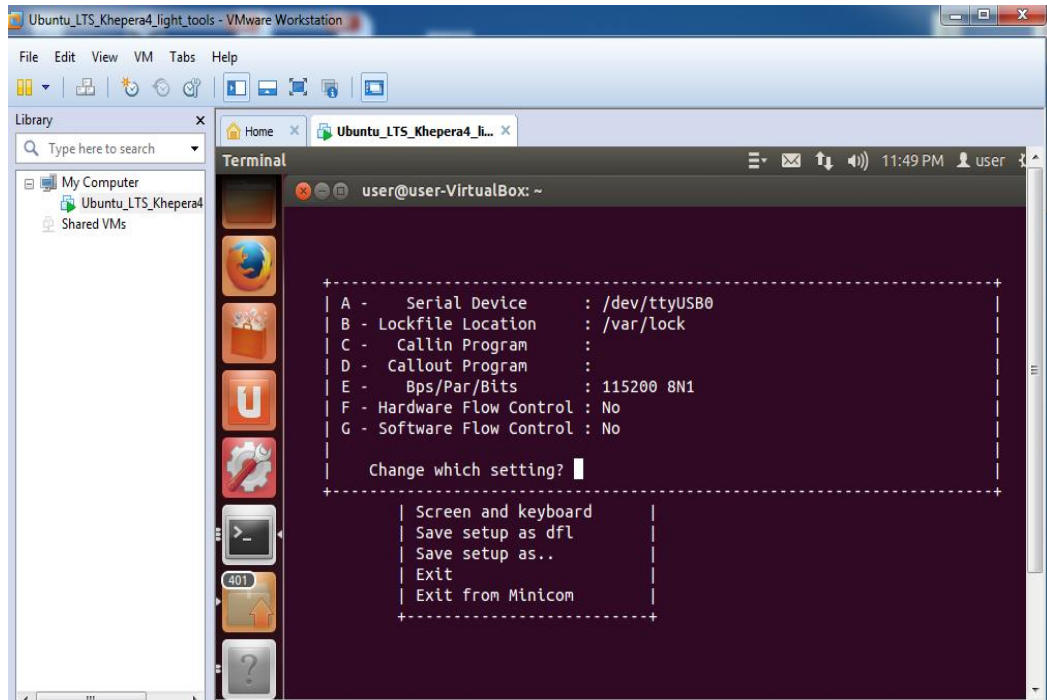 Ubuntu_LTS_Khepera4_light_tools - VMware Workstation
File Edit View VM Tabs Help
Library x
Type here to search
My Computer
Ubuntu_LTS_Khepera4
Shared VMs
Home × Ubuntu_LTS_Khepera4_li... ×
Terminal 11:49 PM user
user@user-VirtualBox: ~
+-----------------------------------------------------------------------+
| A -    Serial Device      : /dev/ttyUSB0                              |
| B - Lockfile Location     : /var/lock                                 |
| C -   Callin Program      :                                           |
| D -  Callout Program      :                                           |
| E -    Bps/Par/Bits       : 115200 8N1                                |
| F - Hardware Flow Control : No                                        |
| G - Software Flow Control : No                                        |
|                                                                       |
|    Change which setting?                                              |
+-----------------------------------------------------------------------+
| Screen and keyboard      |
| Save setup as dfl        |
| Save setup as..          |
| Exit                     |
| Exit from Minicom        |
+--------------------------+
U
>_
401
?